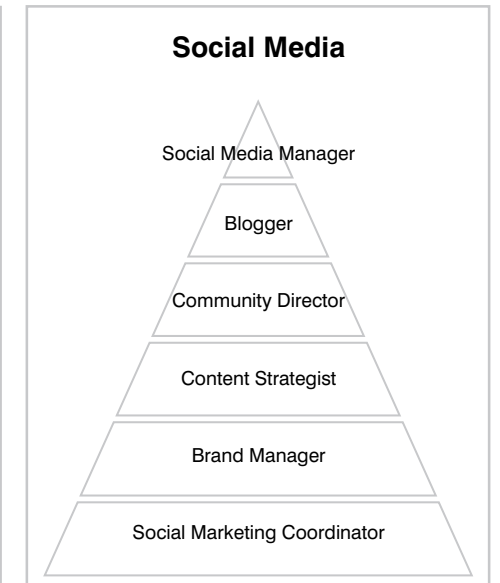 Social Media
Social Media Manager
Blogger
Community Director
Content Strategist
Brand Manager
Social Marketing Coordinator